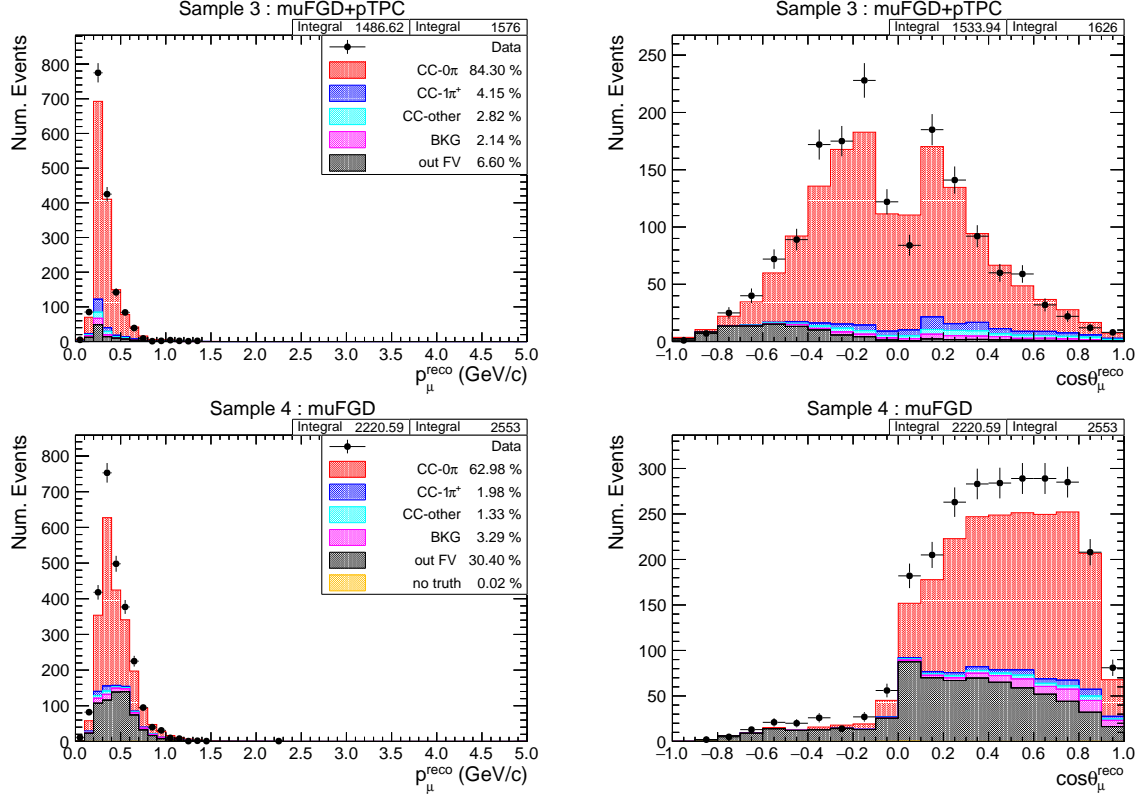 Sample 3 : muFGD+pTPC
Integral 1486.62 Integral 1576
Num. Events
800
700
600
500
400
300
200
100
0
Data
CC-0π 84.30 %
CC-1π⁺ 4.15 %
CC-other 2.82 %
BKG 2.14 %
out FV 6.60 %
0.0 0.5 1.0 1.5 2.0 2.5 3.0 3.5 4.0 4.5 5.0
p_μ^reco (GeV/c)
Sample 3 : muFGD+pTPC
Integral 1533.94 Integral 1626
Num. Events
250
200
150
100
50
0
−1.0 −0.8 −0.6 −0.4 −0.2 0.0 0.2 0.4 0.6 0.8 1.0
cosθ_μ^reco
Sample 4 : muFGD
Integral 2220.59 Integral 2553
Num. Events
800
700
600
500
400
300
200
100
0
Data
CC-0π 62.98 %
CC-1π⁺ 1.98 %
CC-other 1.33 %
BKG 3.29 %
out FV 30.40 %
no truth 0.02 %
0.0 0.5 1.0 1.5 2.0 2.5 3.0 3.5 4.0 4.5 5.0
p_μ^reco (GeV/c)
Sample 4 : muFGD
Integral 2220.59 Integral 2553
Num. Events
300
250
200
150
100
50
0
−1.0 −0.8 −0.6 −0.4 −0.2 0.0 0.2 0.4 0.6 0.8 1.0
cosθ_μ^reco